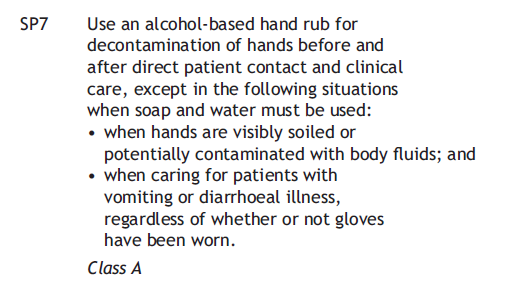 SP7 Use an alcohol-based hand rub for
decontamination of hands before and
after direct patient contact and clinical
care, except in the following situations
when soap and water must be used:
• when hands are visibly soiled or
potentially contaminated with body fluids; and
• when caring for patients with
vomiting or diarrhoeal illness,
regardless of whether or not gloves
have been worn.
Class A